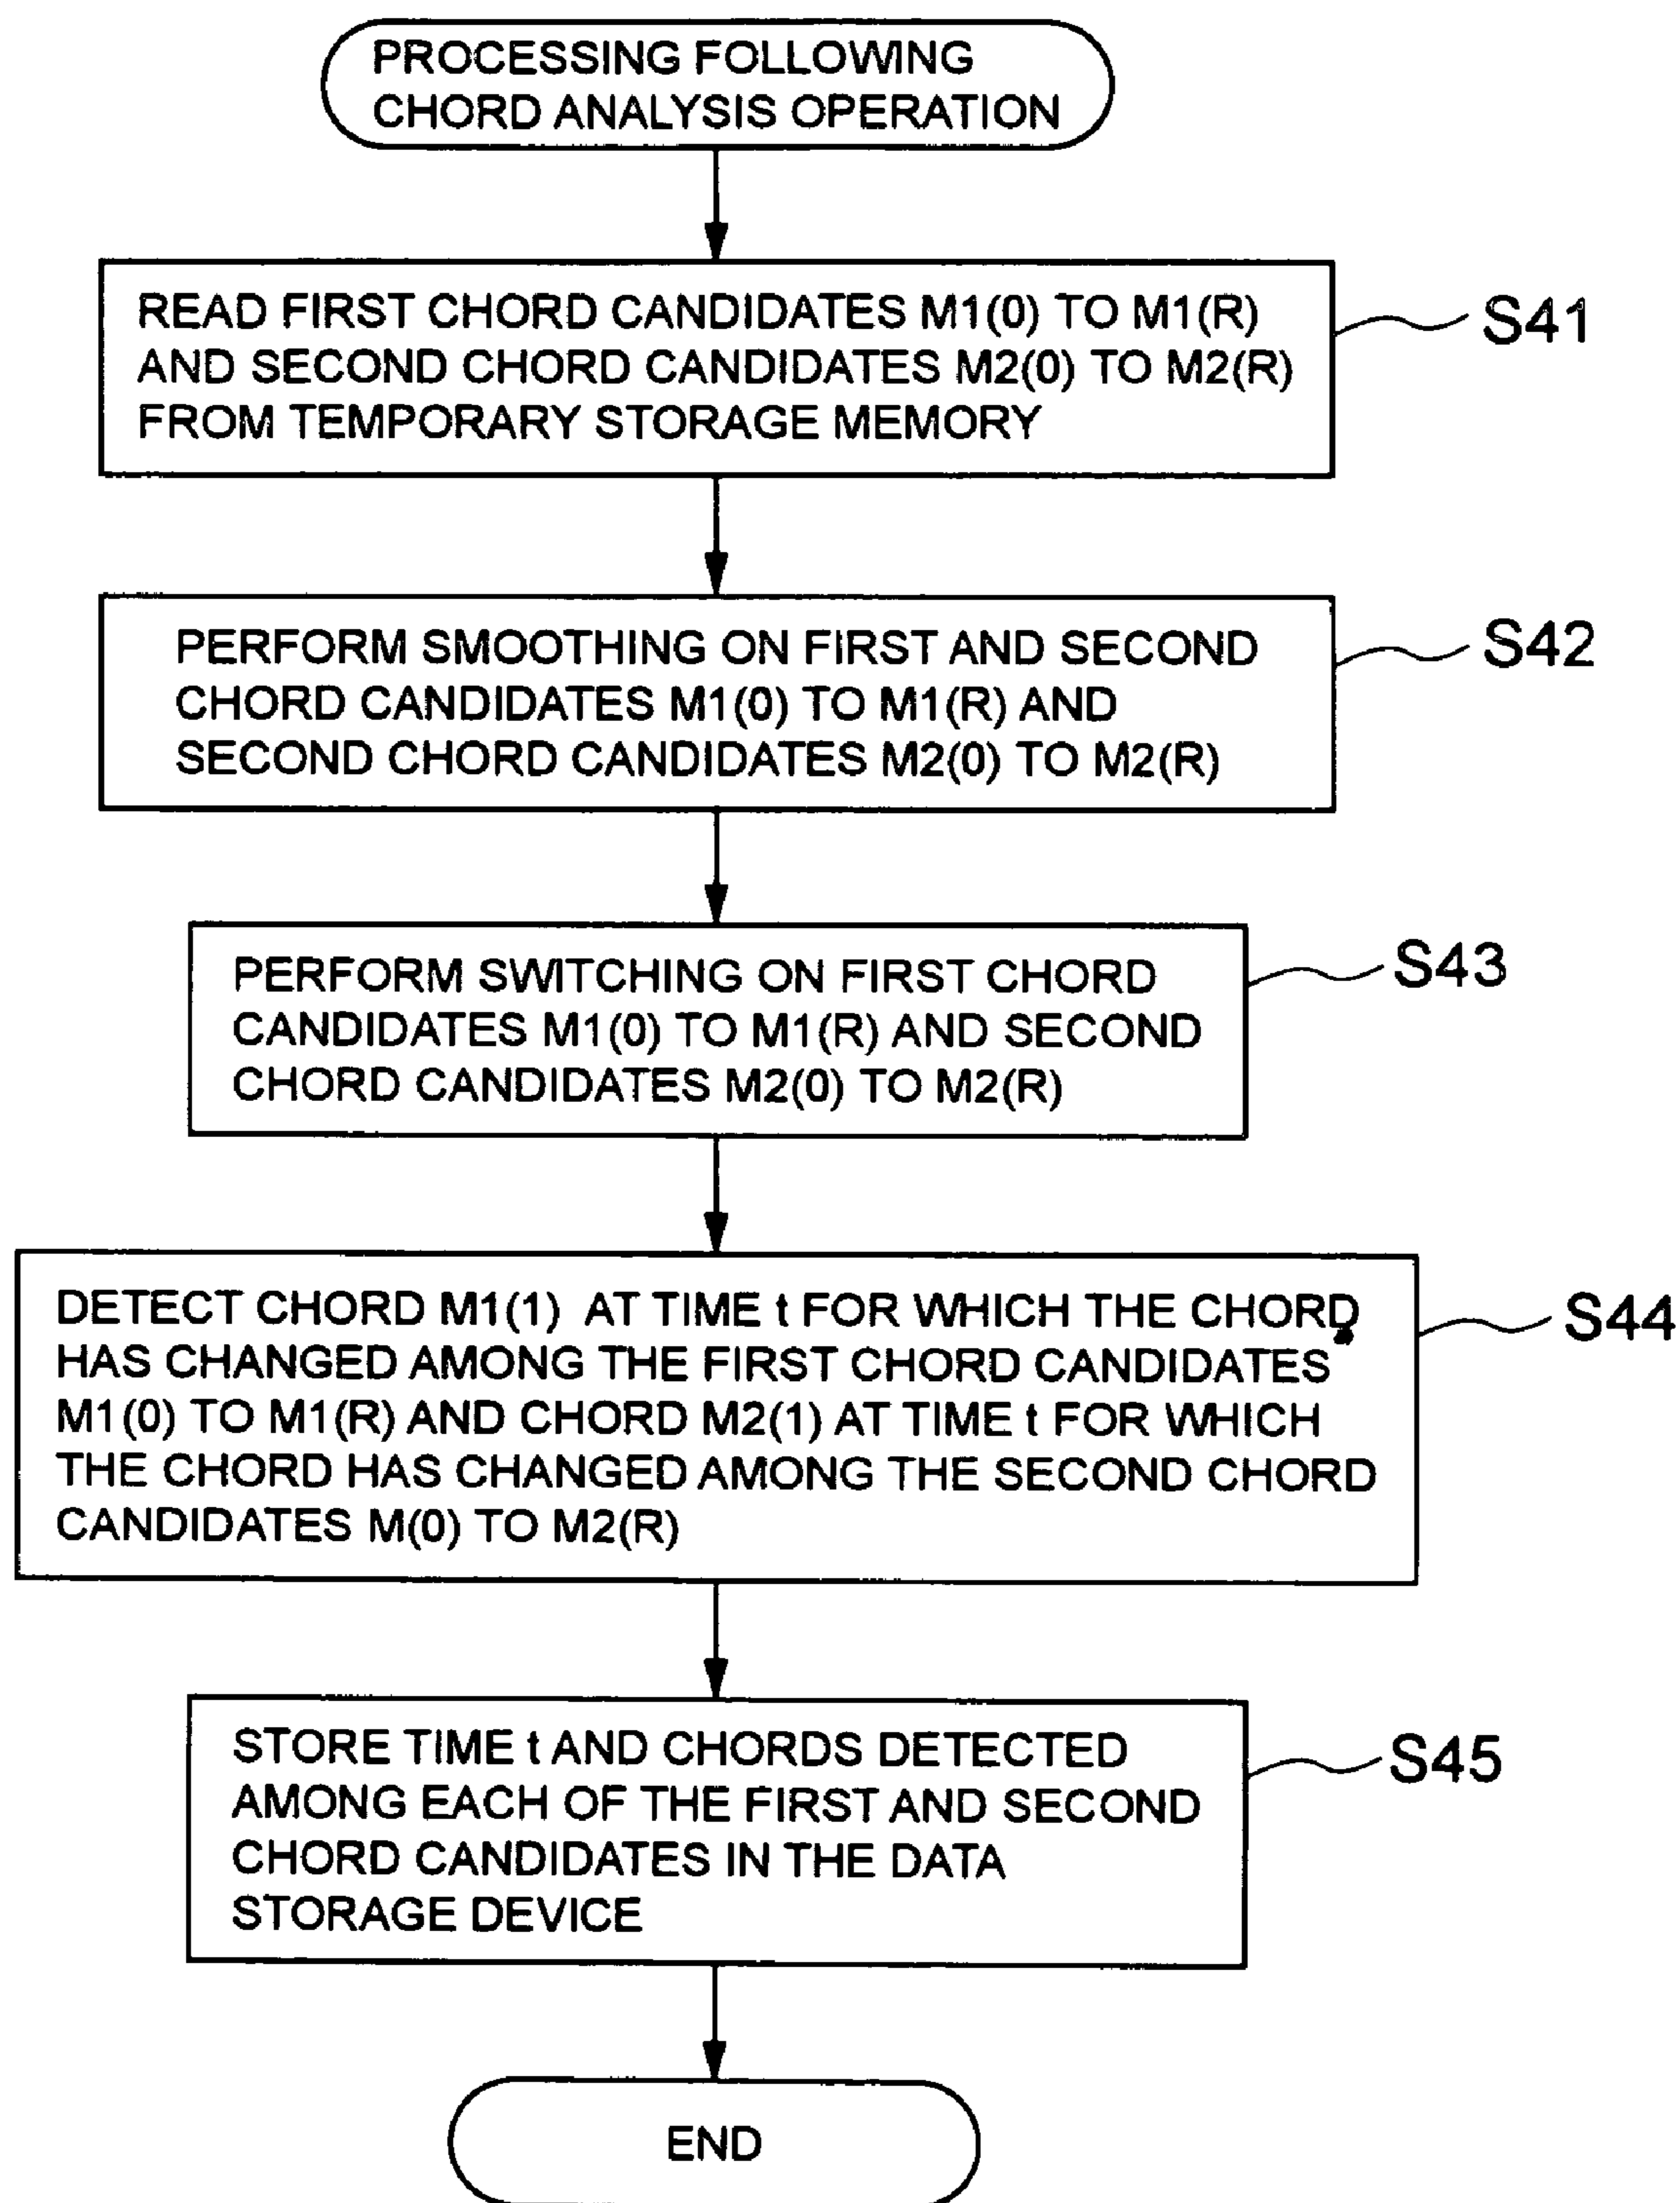 PROCESSING FOLLOWING
CHORD ANALYSIS OPERATION
READ FIRST CHORD CANDIDATES M1(0) TO M1(R)
AND SECOND CHORD CANDIDATES M2(0) TO M2(R)
FROM TEMPORARY STORAGE MEMORY
S41
PERFORM SMOOTHING ON FIRST AND SECOND
CHORD CANDIDATES M1(0) TO M1(R) AND
SECOND CHORD CANDIDATES M2(0) TO M2(R)
S42
PERFORM SWITCHING ON FIRST CHORD
CANDIDATES M1(0) TO M1(R) AND SECOND
CHORD CANDIDATES M2(0) TO M2(R)
S43
DETECT CHORD M1(1) AT TIME t FOR WHICH THE CHORD
HAS CHANGED AMONG THE FIRST CHORD CANDIDATES
M1(0) TO M1(R) AND CHORD M2(1) AT TIME t FOR WHICH
THE CHORD HAS CHANGED AMONG THE SECOND CHORD
CANDIDATES M(0) TO M2(R)
S44
STORE TIME t AND CHORDS DETECTED
AMONG EACH OF THE FIRST AND SECOND
CHORD CANDIDATES IN THE DATA
STORAGE DEVICE
S45
END